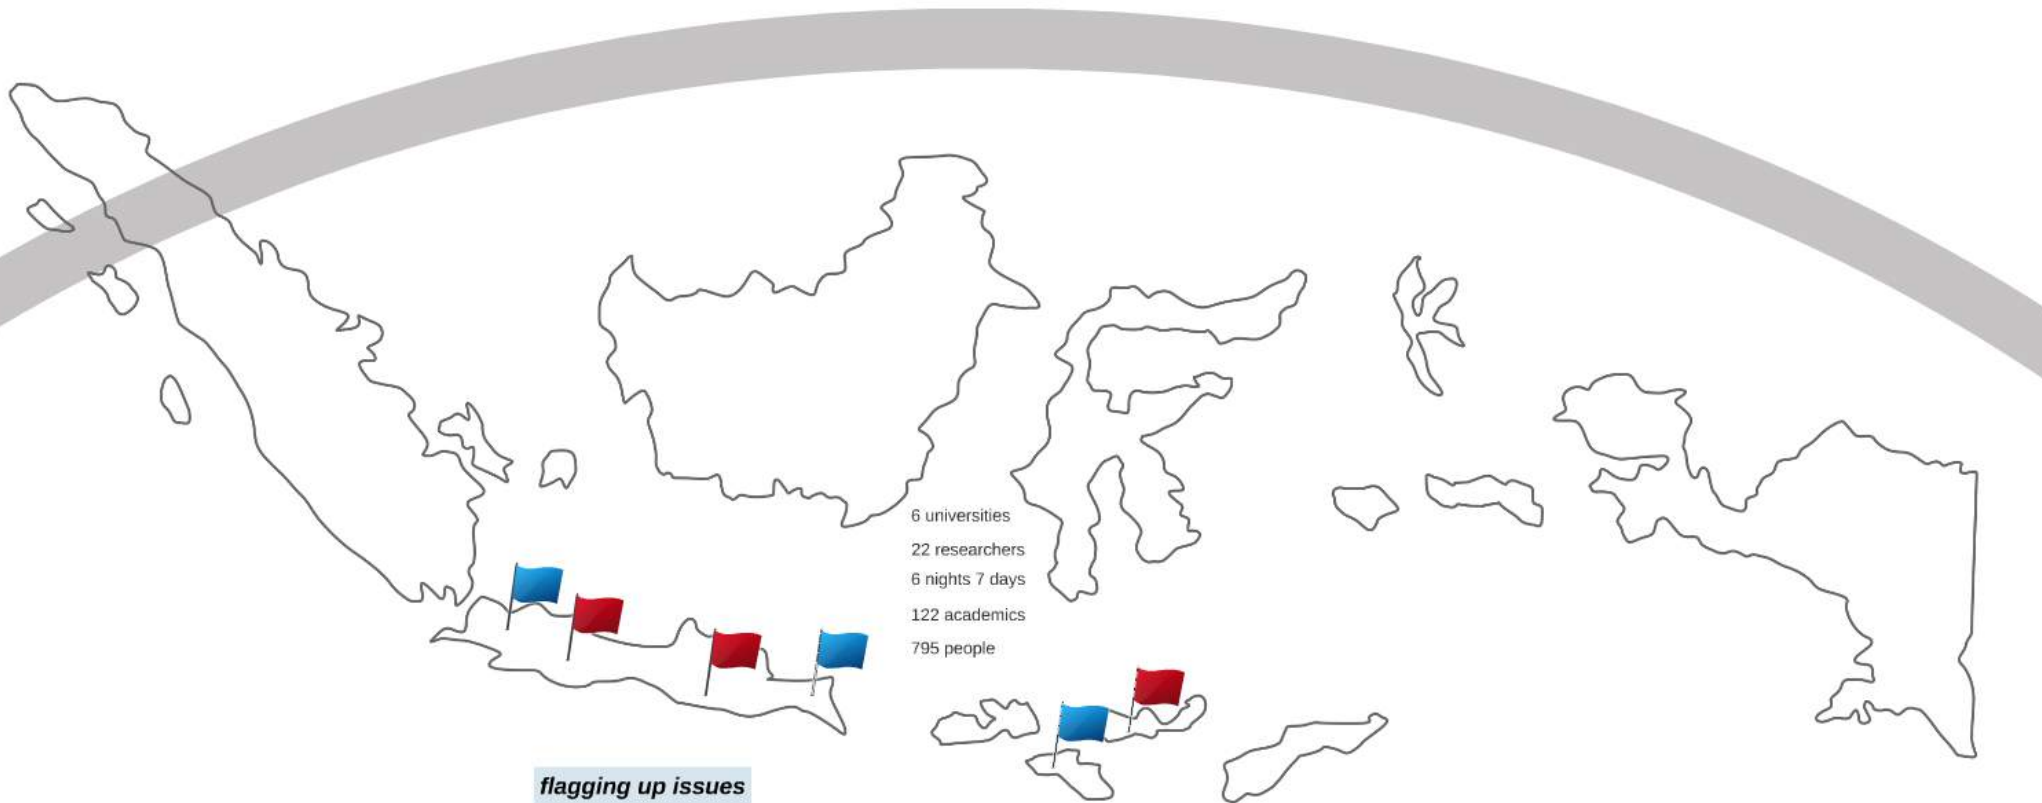 6 universities
22 researchers
6 nights 7 days
122 academics
795 people
flagging up issues